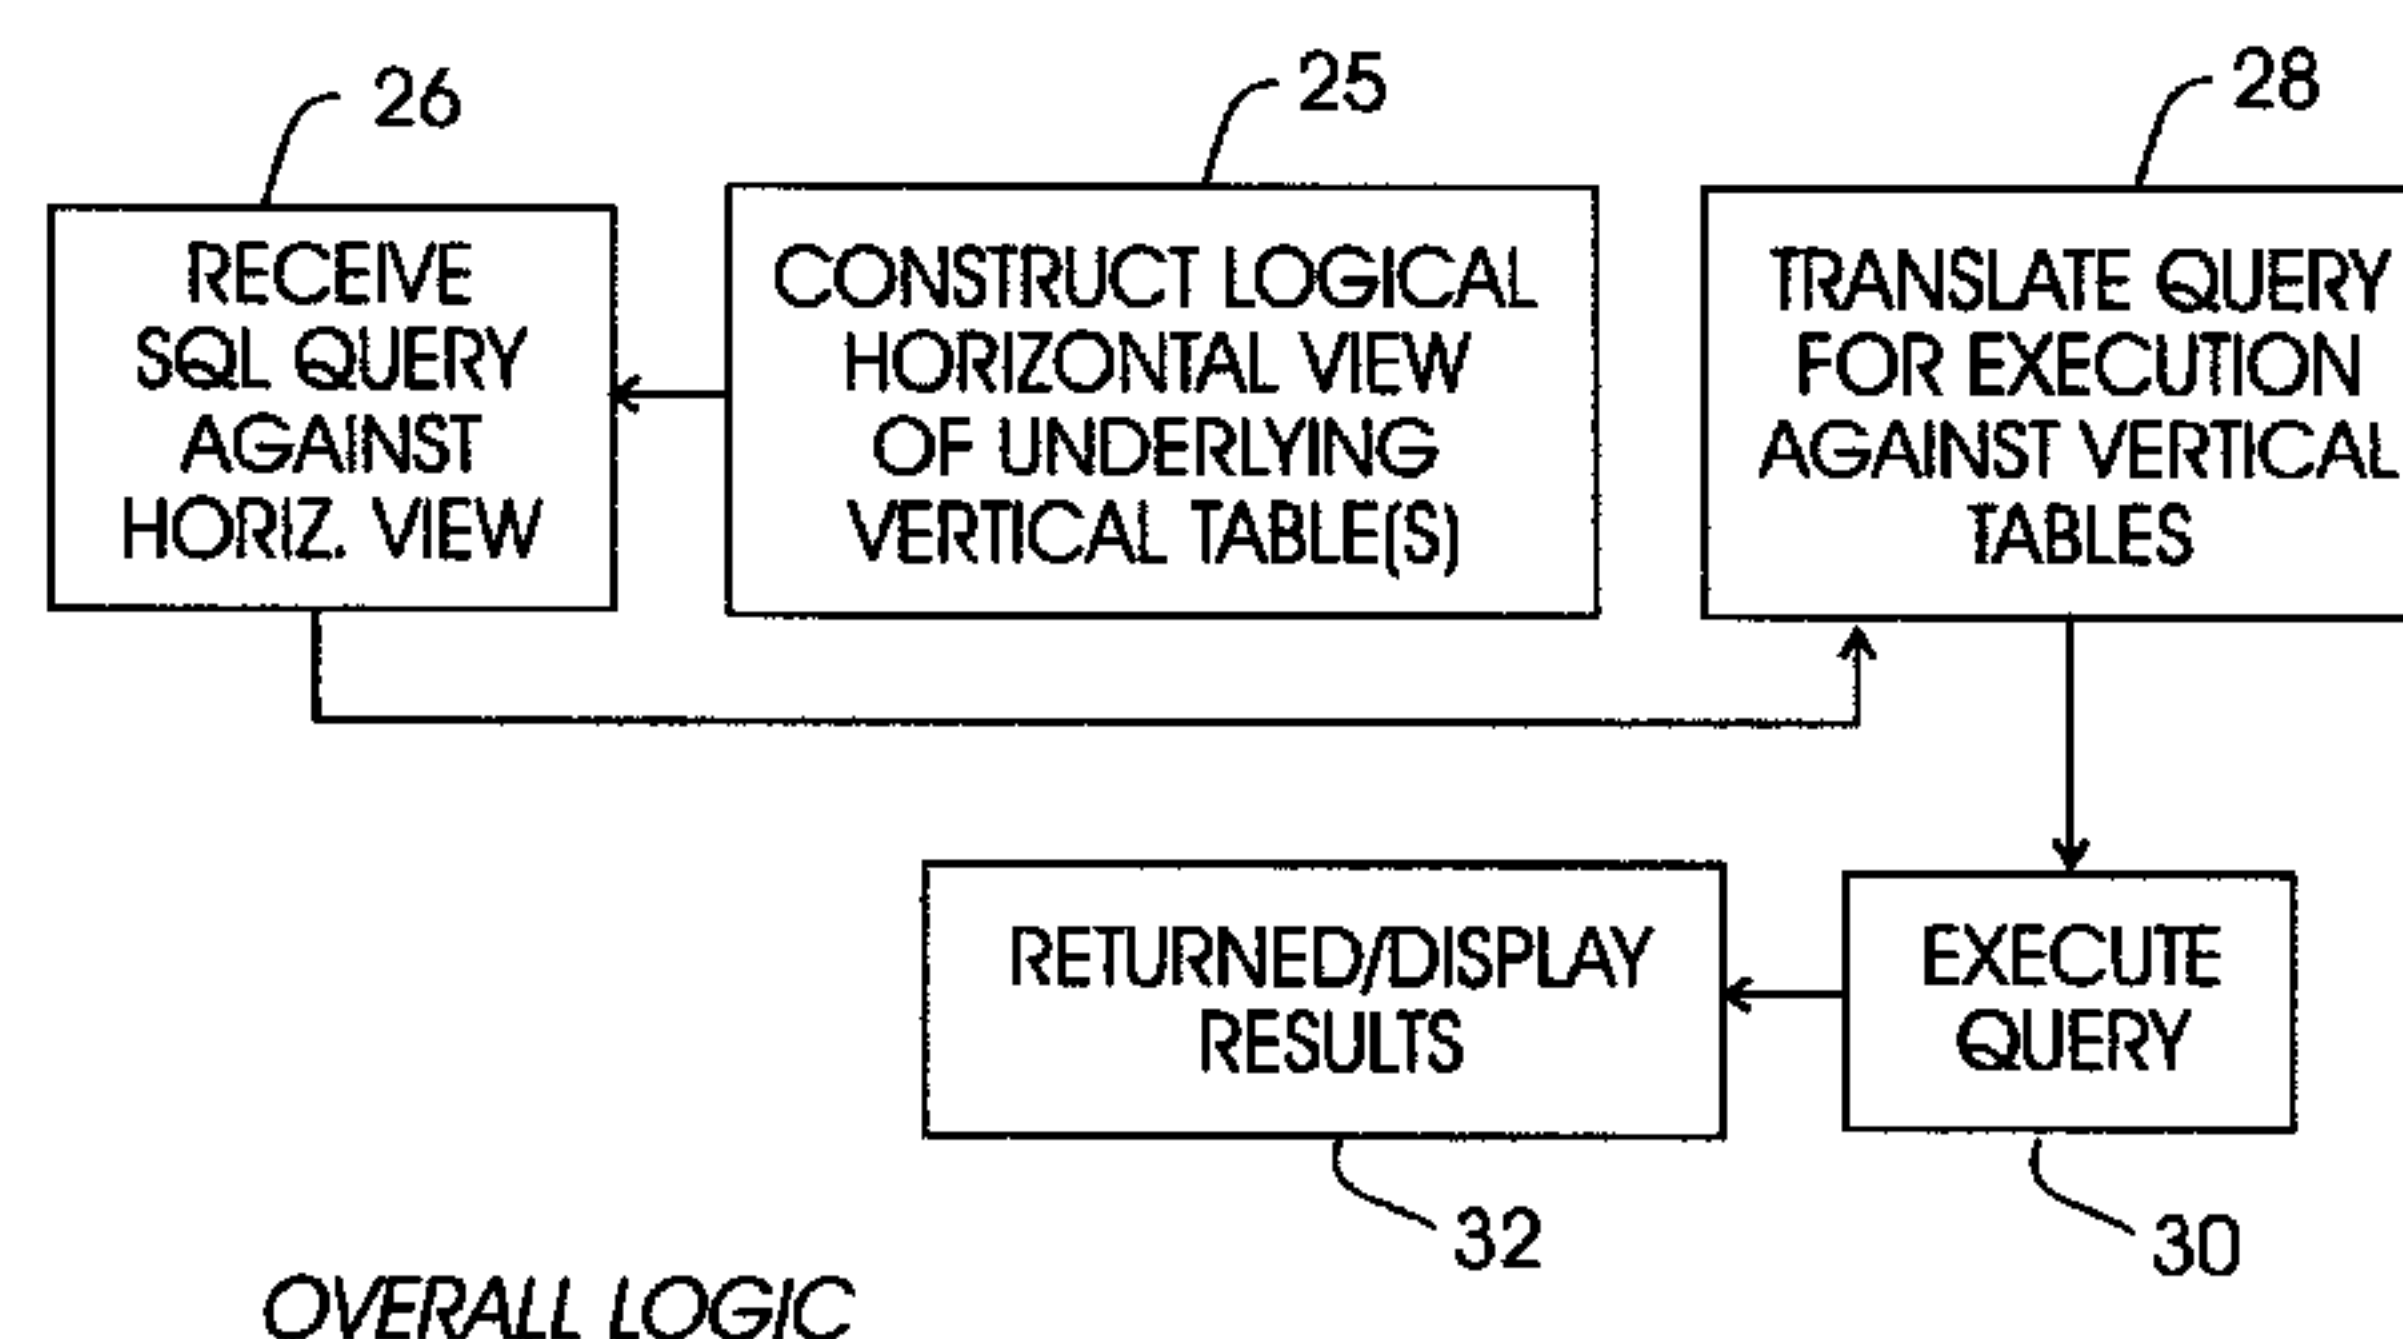 26
25
28
RECEIVE
SQL QUERY
AGAINST
HORIZ. VIEW
CONSTRUCT LOGICAL
HORIZONTAL VIEW
OF UNDERLYING
VERTICAL TABLE(S)
TRANSLATE QUERY
FOR EXECUTION
AGAINST VERTICAL
TABLES
RETURNED/DISPLAY
RESULTS
EXECUTE
QUERY
32
30
OVERALL LOGIC